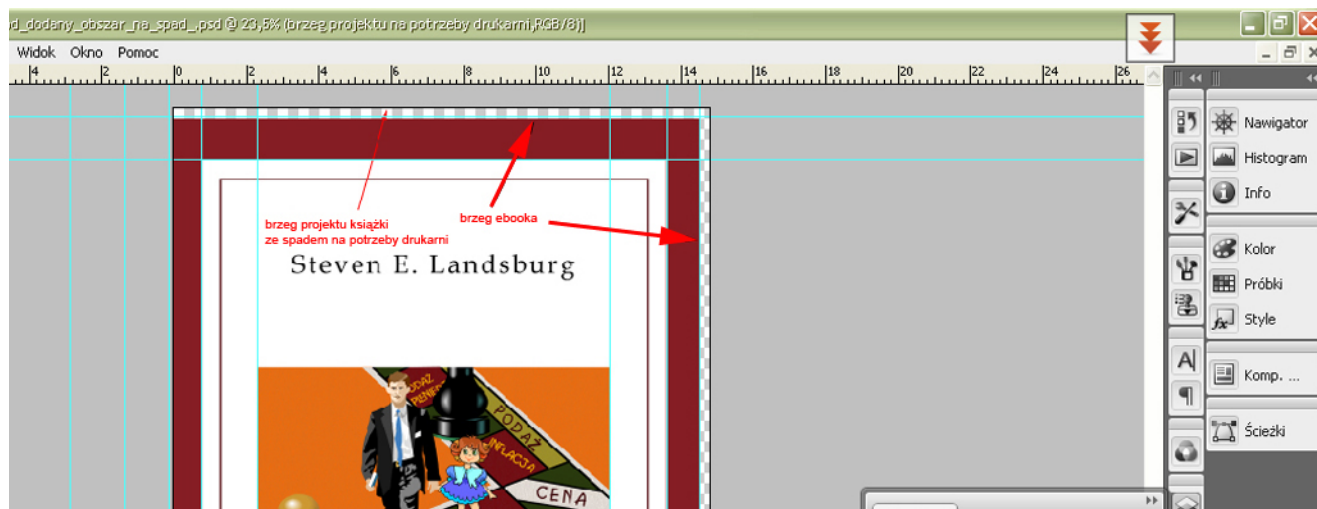 d_dodany_obszar_na_spad_.psd @ 23,5% (brzeg projektu na potrzeby drukarni,RGB/8)]
Widok Okno Pomoc
4 2 0 2 4 6 8 10 12 14 16 18 20 22 24 26
Nawigator
Histogram
Info
Kolor
Próbki
Style
Komp. ...
Ścieżki
brzeg projektu książki
ze spadem na potrzeby drukarni
brzeg ebooka
Steven E. Landsburg
PODAŻ
PIENIĘ
PODAŻ
INFLACJA
CENA